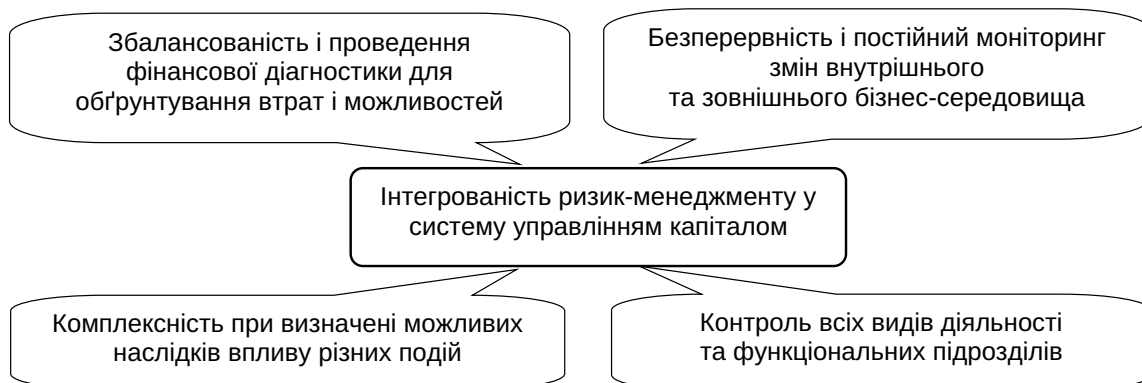 Збалансованість і проведення
фінансової діагностики для
обґрунтування втрат і можливостей
Безперервність і постійний моніторинг
змін внутрішнього
та зовнішнього бізнес-середовища
Інтегрованість ризик-менеджменту у
систему управлінням капіталом
Комплексність при визначені можливих
наслідків впливу різних подій
Контроль всіх видів діяльності
та функціональних підрозділів